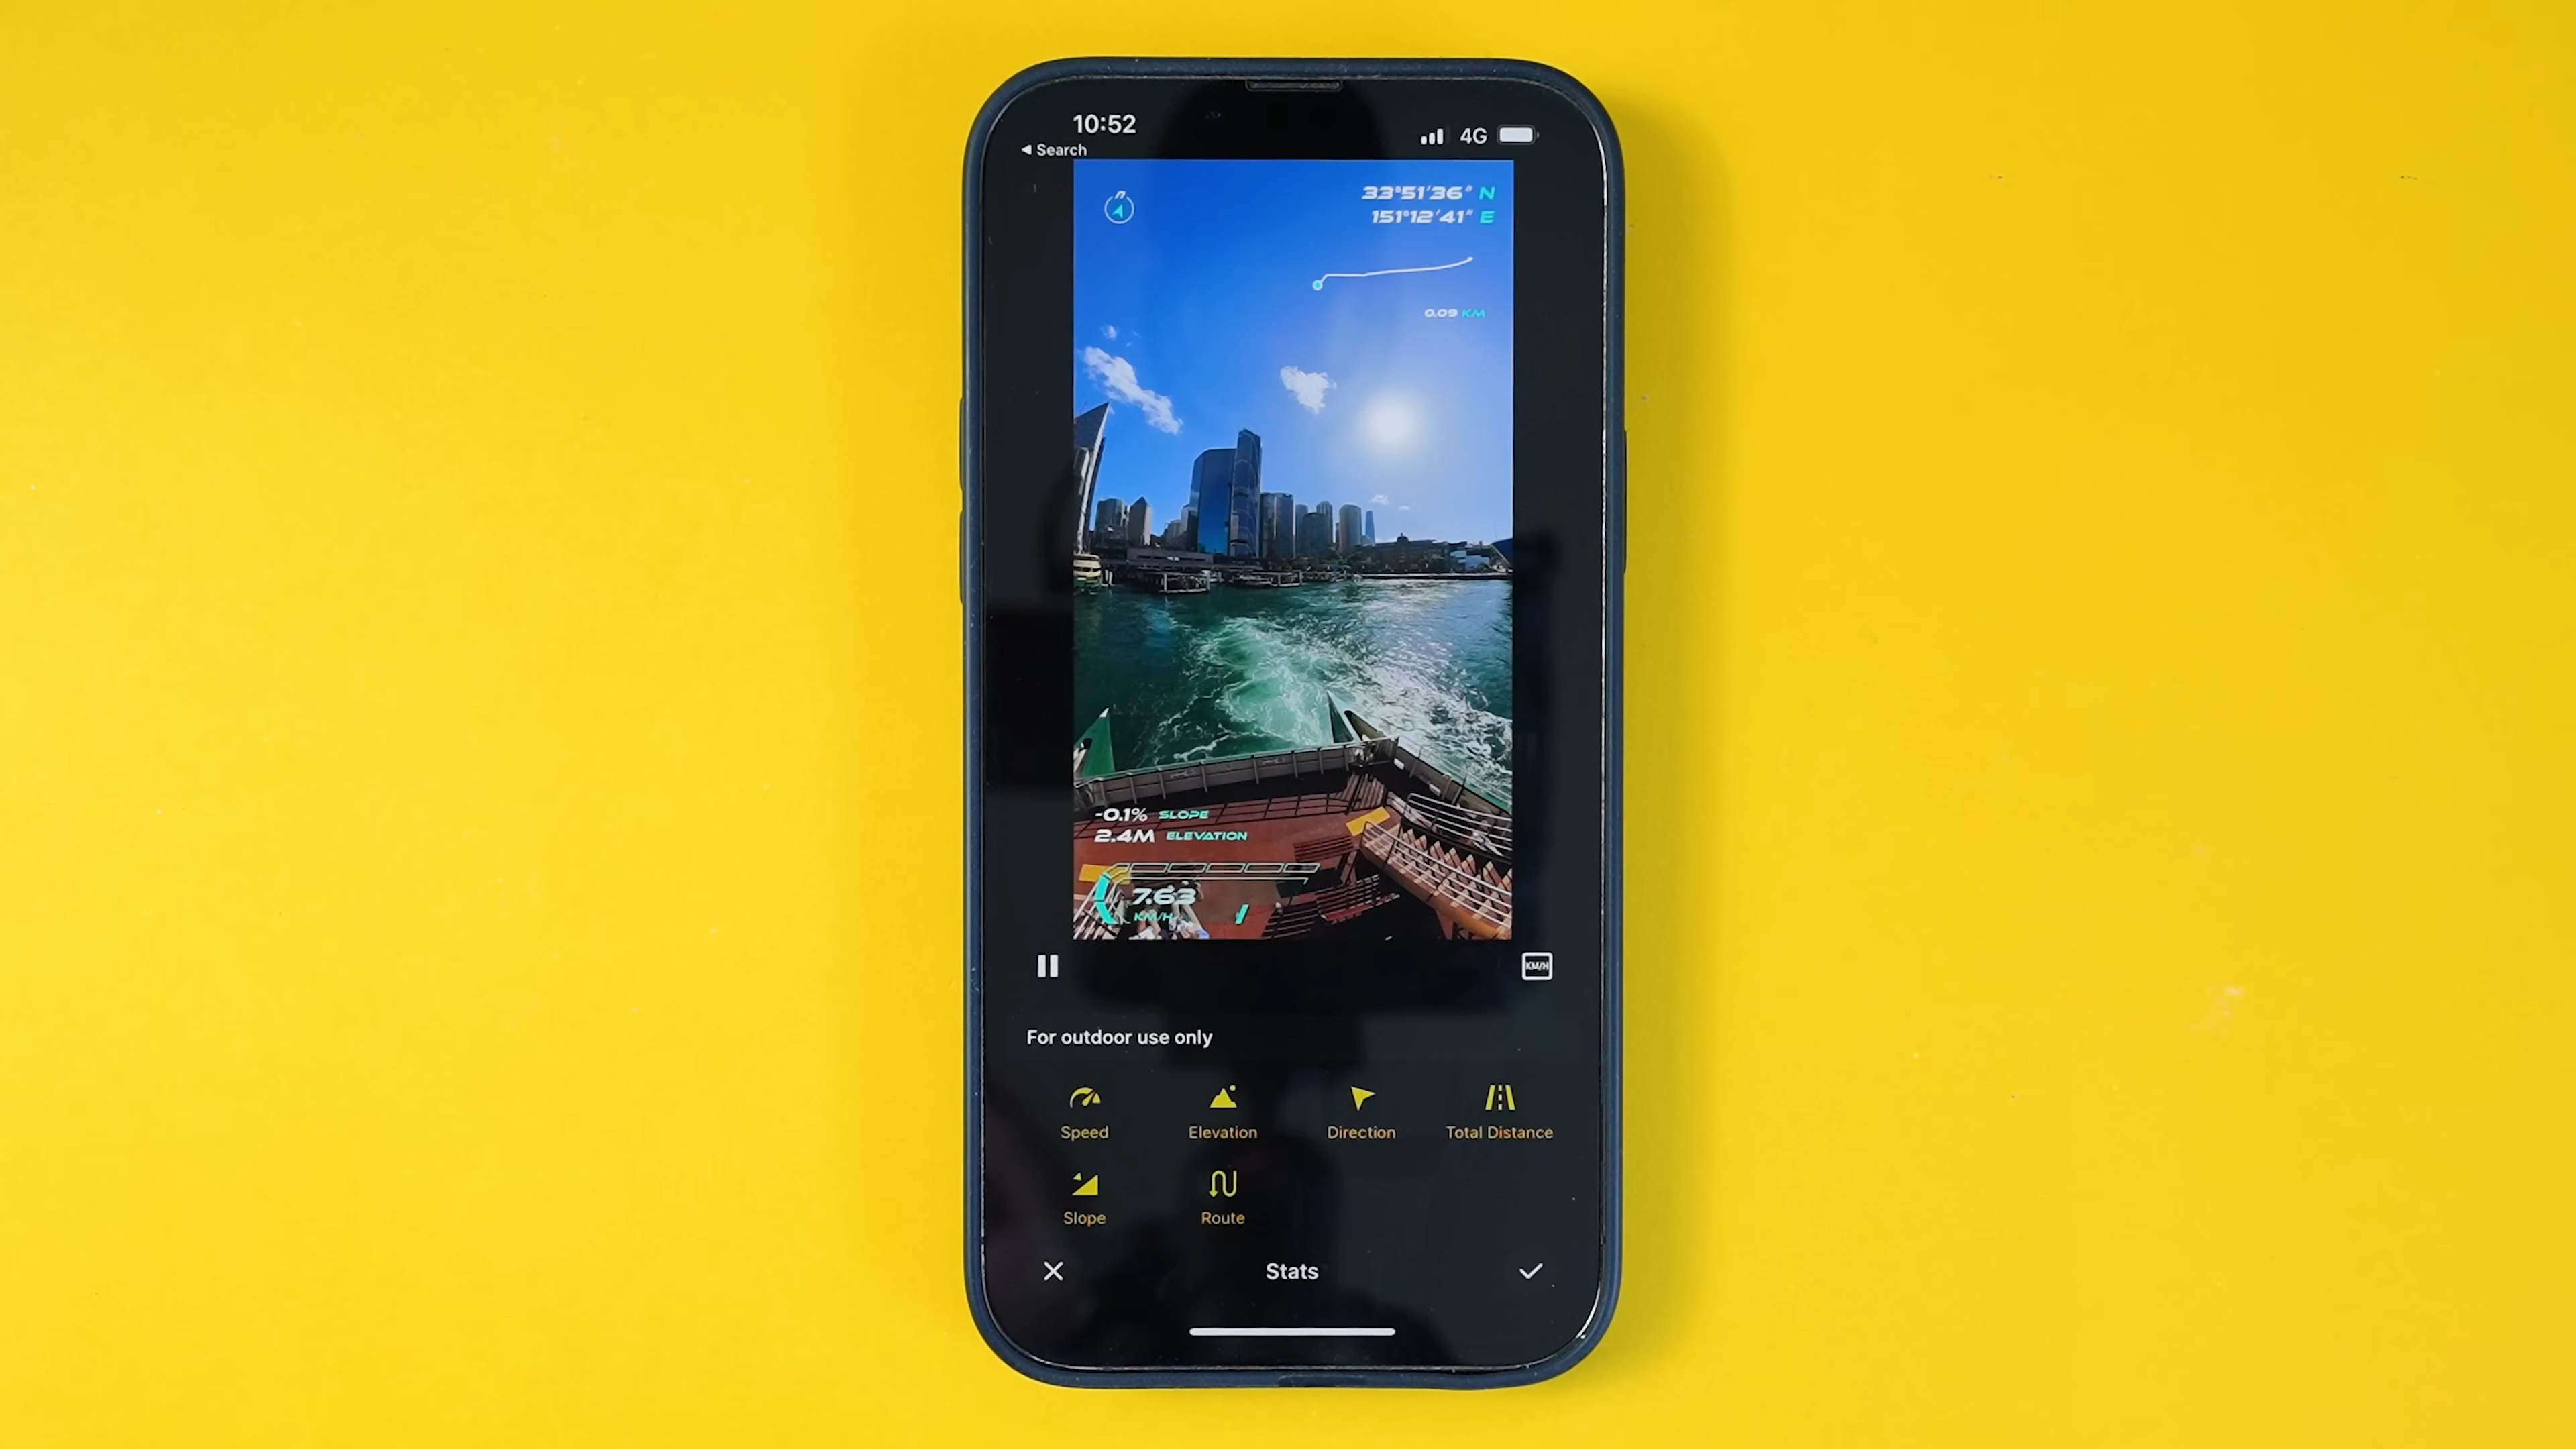 10:52
4G
◀ Search
33°51'36" N
151°12'41" E
0.09 KM
-0.1% SLOPE
2.4M ELEVATION
7.63
KM/H
KM/H
For outdoor use only
Speed
Elevation
Direction
Total Distance
Slope
Route
Stats